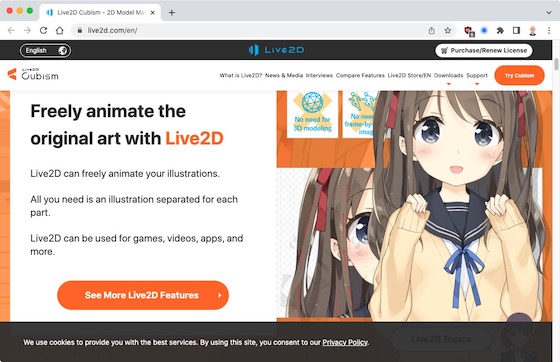 Live2D Cubism - 2D Model Ma
live2d.com/en/
English
Live2D
Purchase/Renew License
Live2D
Cubism
What is Live2D? News & Media Interviews Compare Features Live2D Store/EN Downloads Support
Try Cubism
Freely animate the
original art with Live2D
No need for
3D modeling
No need
frame-by-
imag
Live2D can freely animate your illustrations.
All you need is an illustration separated for each
part.
Live2D can be used for games, videos, apps, and
more.
See More Live2D Features
Live2D Topics
We use cookies to provide you with the best services. By using this site, you consent to our Privacy Policy.